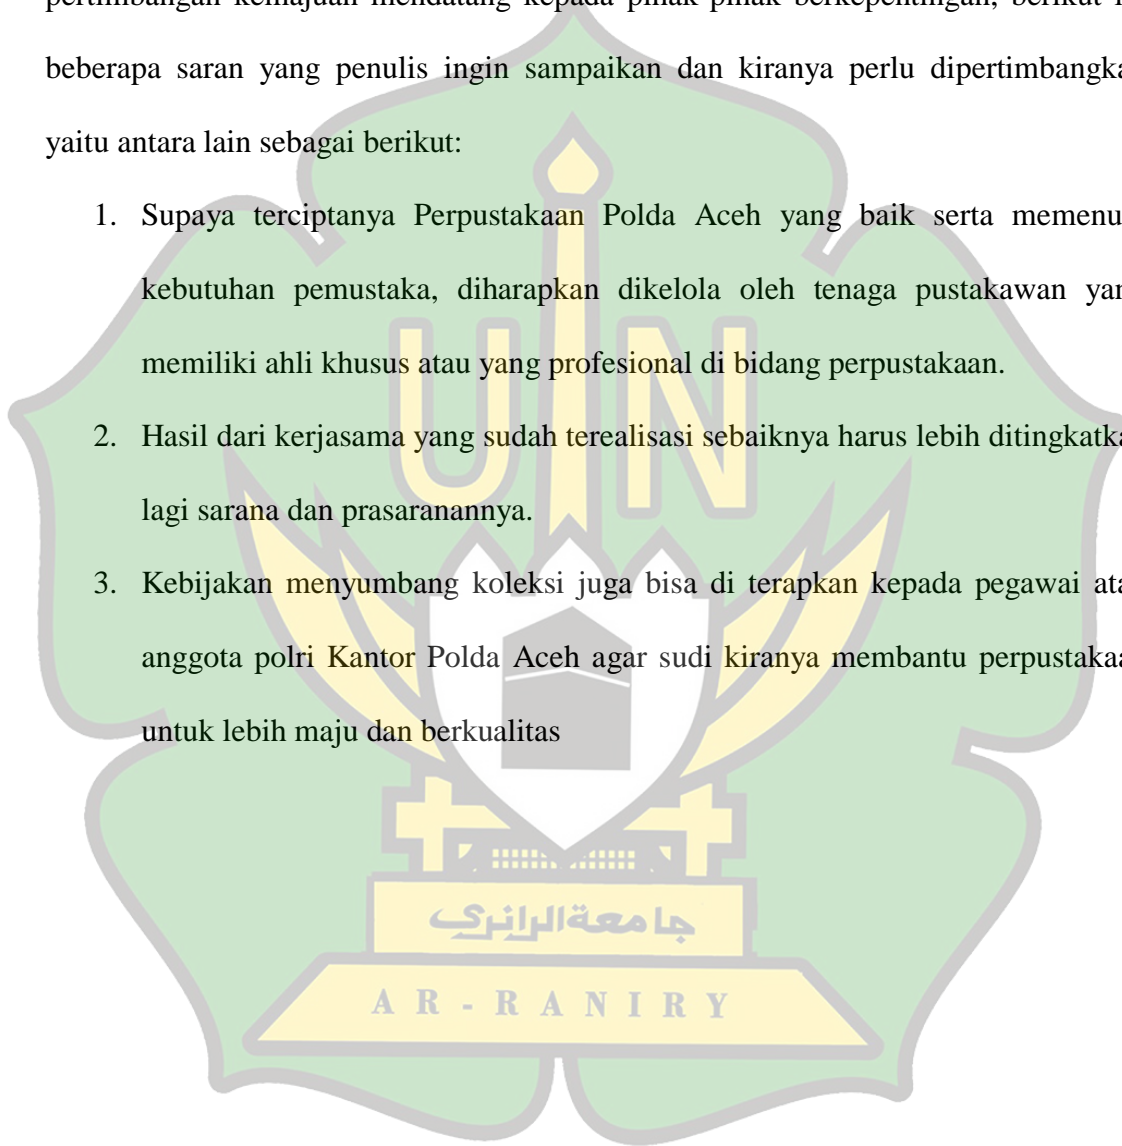 pertimbangan kemajuan mendatang kepada pihak-pihak berkepentingan, berikut
beberapa saran yang penulis ingin sampaikan dan kiranya perlu dipertimbangka
yaitu antara lain sebagai berikut:
1. Supaya terciptanya Perpustakaan Polda Aceh yang baik serta memenu
kebutuhan pemustaka, diharapkan dikelola oleh tenaga pustakawan yan
memiliki ahli khusus atau yang profesional di bidang perpustakaan.
2. Hasil dari kerjasama yang sudah terealisasi sebaiknya harus lebih ditingkatka
lagi sarana dan prasaranannya.
3. Kebijakan menyumbang koleksi juga bisa di terapkan kepada pegawai ata
anggota polri Kantor Polda Aceh agar sudi kiranya membantu perpustakaa
untuk lebih maju dan berkualitas
UIN
جامعة الرانري
AR-RANIRY